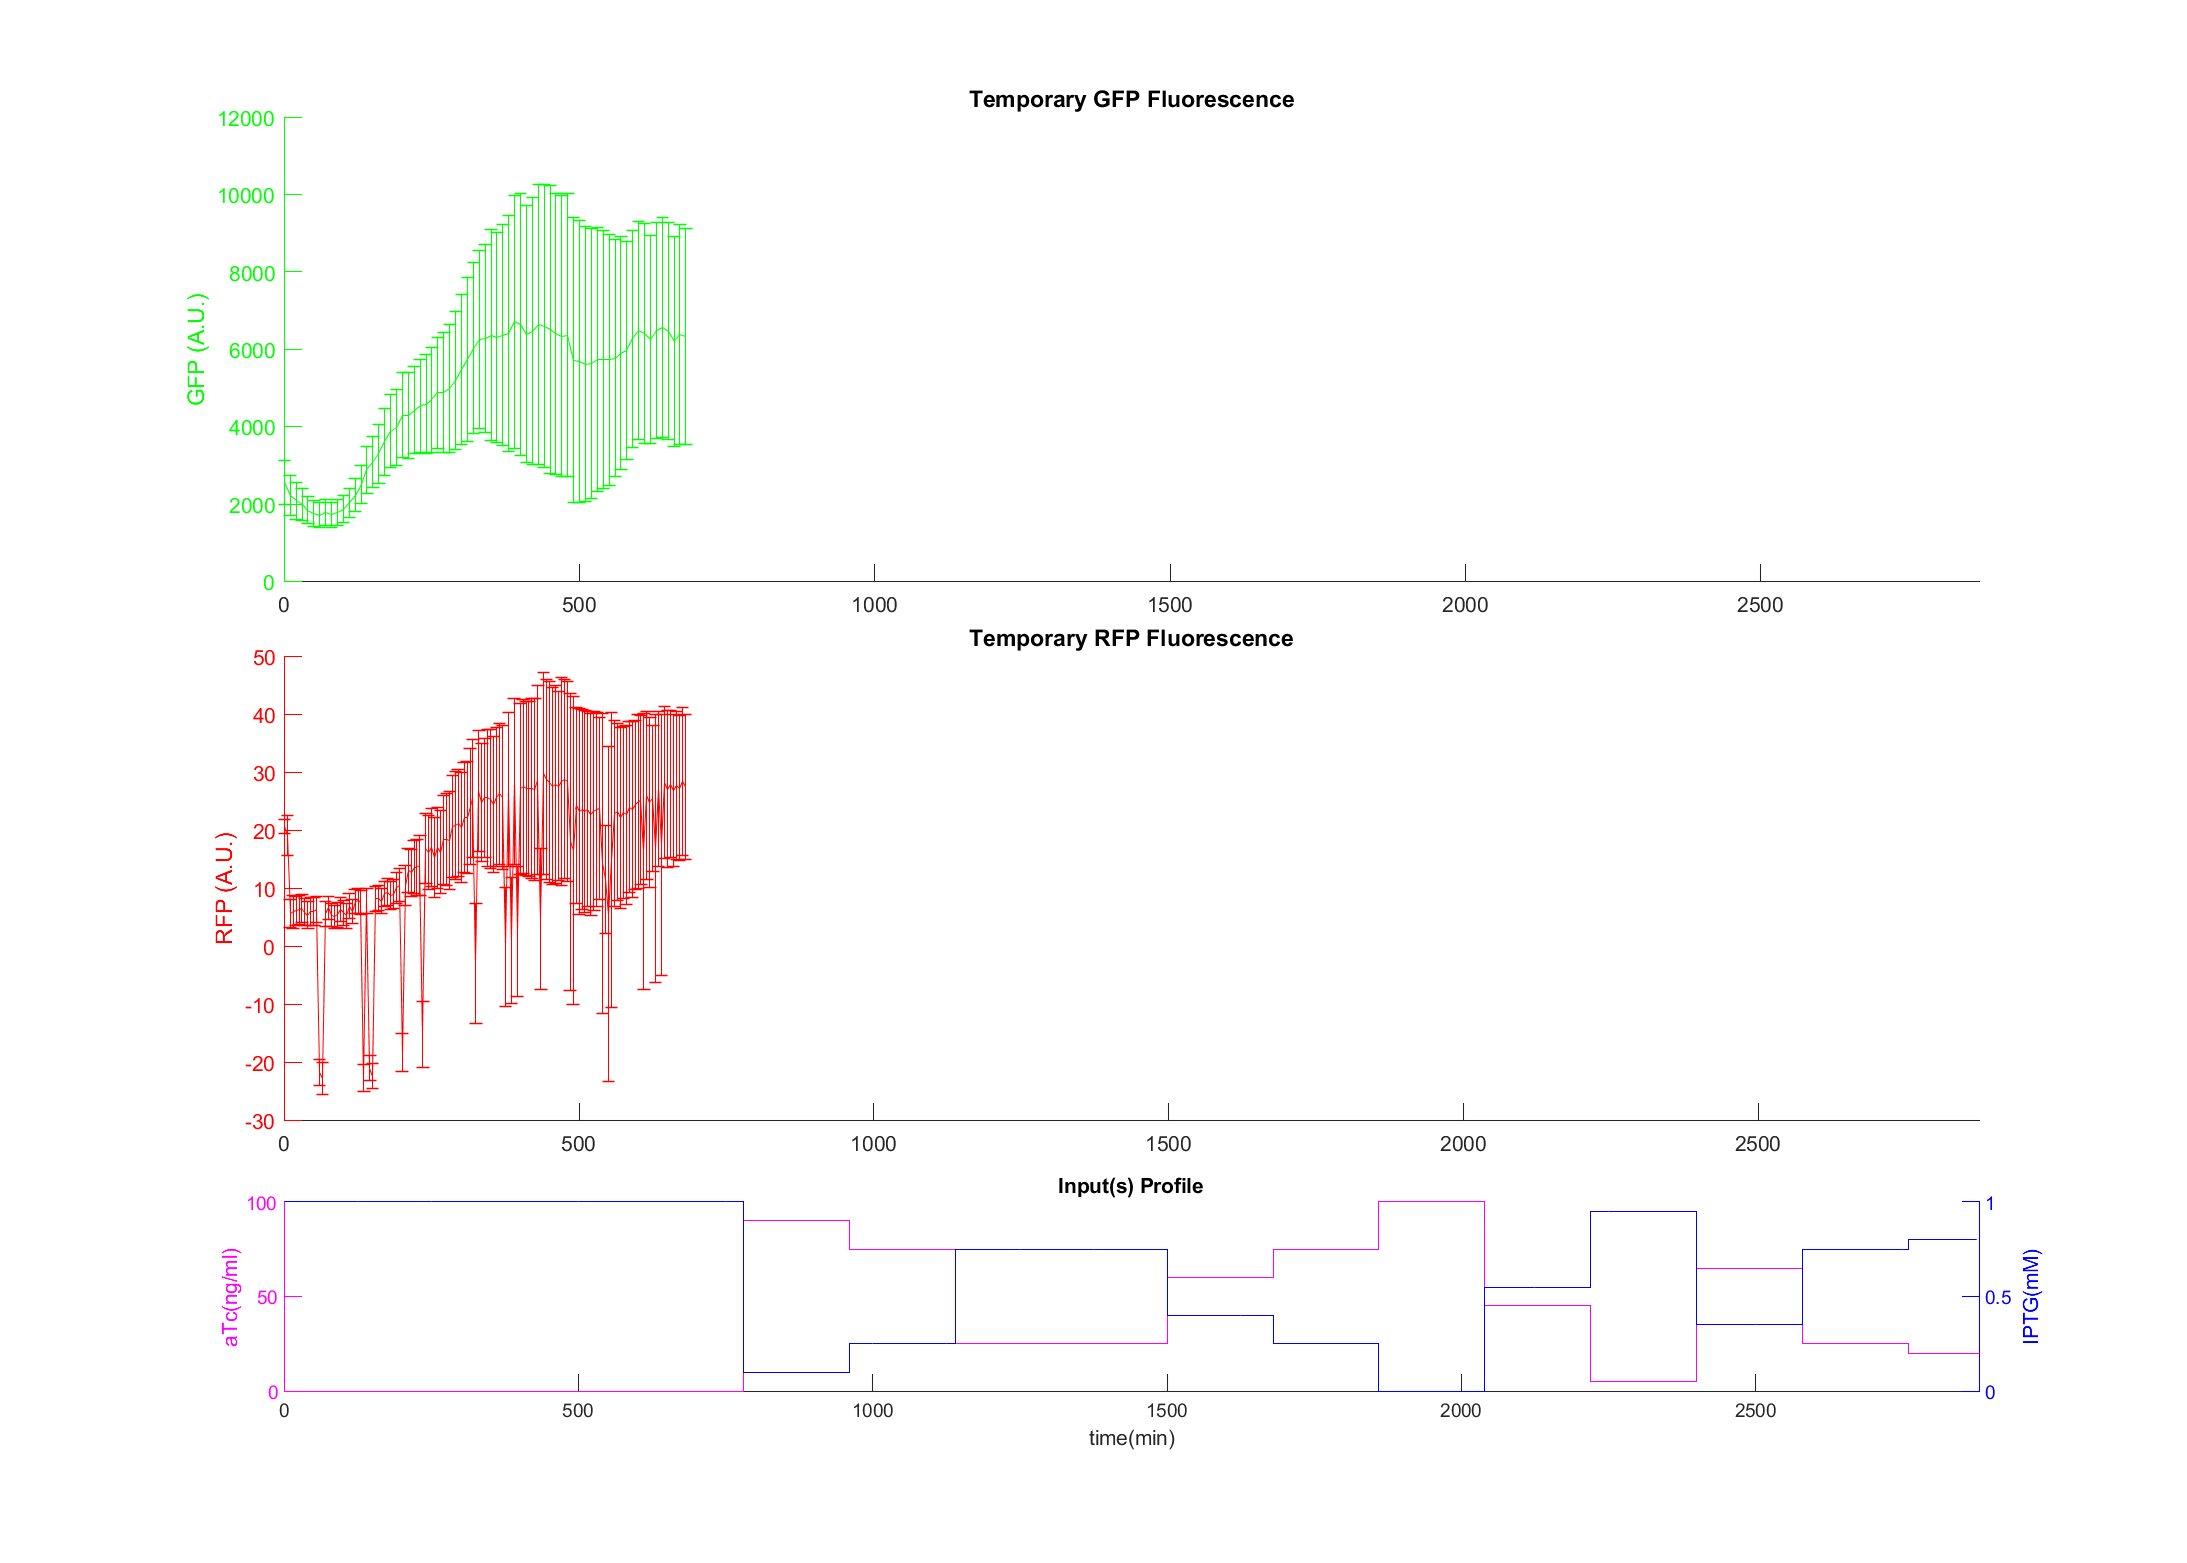 Temporary GFP Fluorescence
12000
10000
8000
6000
4000
2000
0
GFP (A.U.)
0 500 1000 1500 2000 2500
Temporary RFP Fluorescence
50
40
30
20
10
0
-10
-20
-30
RFP (A.U.)
0 500 1000 1500 2000 2500
Input(s) Profile
100
50
0
aTc(ng/ml)
1
0.5
0
IPTG(mM)
0 500 1000 1500 2000 2500
time(min)